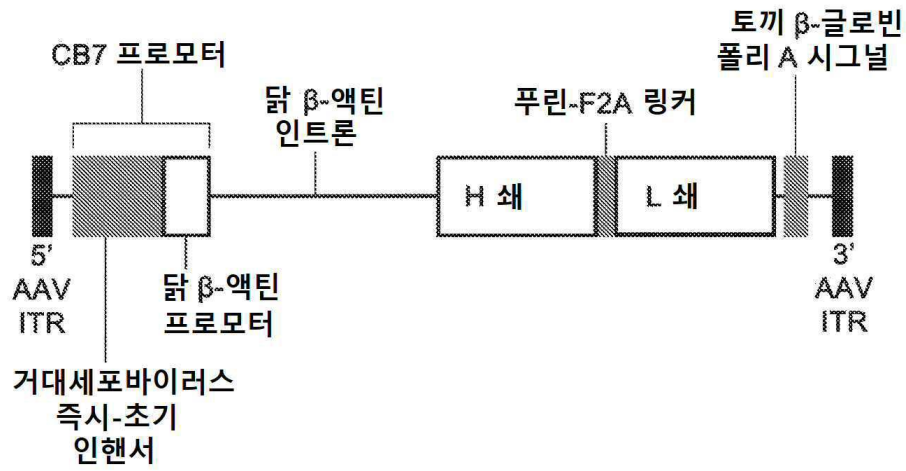 CB7 프로모터
닭 β-액틴
인트론
푸린-F2A 링커
토끼 β-글로빈
폴리 A 시그널
H 쇄
L 쇄
5’
AAV
ITR
닭 β-액틴
프로모터
3’
AAV
ITR
거대세포바이러스
즉시-초기
인핸서